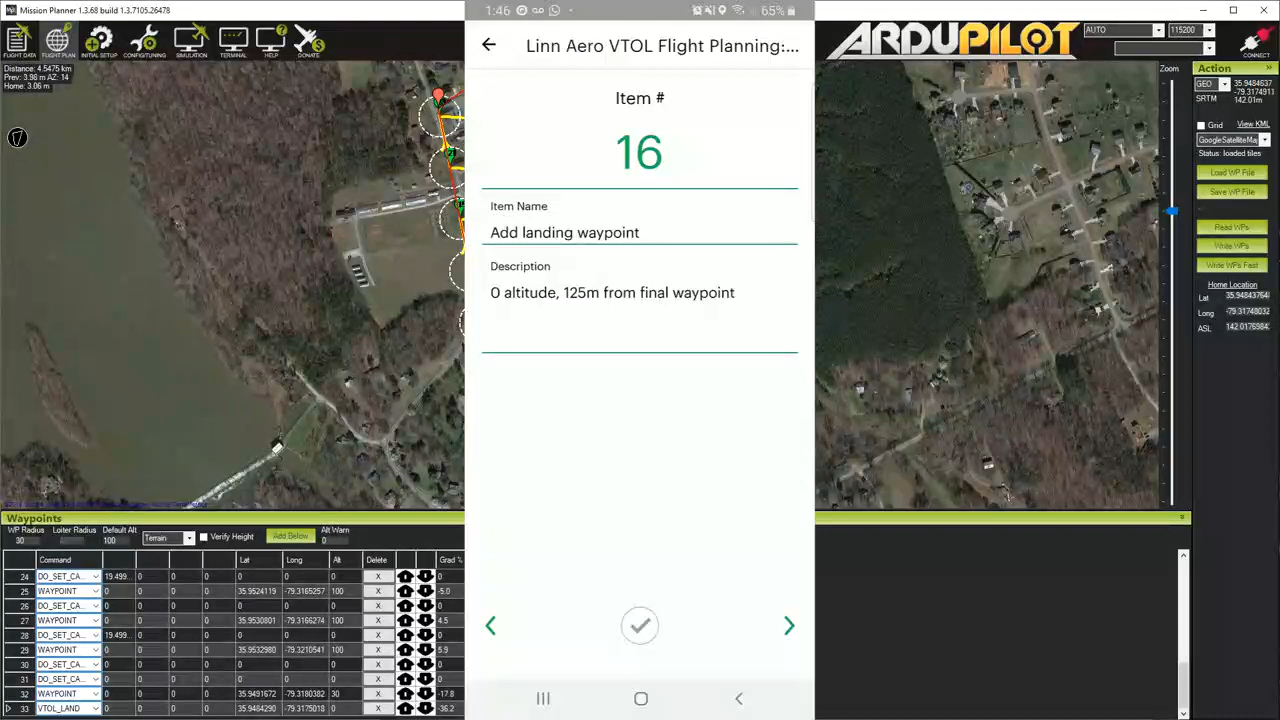 Mission Planner 1.3.68 build 1.3.7105.26478
FLIGHT DATA
FLIGHT PLAN
INITIAL SETUP
CONFIG/TUNING
SIMULATION
TERMINAL
HELP
DONATE
ARDUPILOT
AUTO
115200
CONNECT
Distance: 4.5475 km
Prev: 3.96 m AZ: 14
Home: 3.06 m
1:46
65%
Linn Aero VTOL Flight Planning:...
Item #
16
Item Name
Add landing waypoint
Description
0 altitude, 125m from final waypoint
Zoom
Action
GEO
35.9484637
-79.3174911
SRTM
142.01m
Grid
View KML
GoogleSatelliteMap
Status: loaded tiles
Load WP File
Save WP File
Read WPs
Write WPs
Write WPs Fast
Home Location
Lat 35.94843764
Long -79.31748032
ASL 142.0176984
Waypoints
WP Radius Loiter Radius Default Alt Alt Warn
30 100 Terrain Verify Height Add Below 0
Command Lat Long Alt Delete Grad %
24 DO_SET_CA... 19.499... 0 0 0 0 0 0 X 0
25 WAYPOINT 0 0 0 0 35.9524119 -79.3165257 100 X -5.0
26 DO_SET_CA... 0 0 0 0 0 0 0 X 0
27 WAYPOINT 0 0 0 0 35.9530801 -79.3166274 100 X 4.5
28 DO_SET_CA... 19.499... 0 0 0 0 0 0 X 0
29 WAYPOINT 0 0 0 0 35.9532980 -79.3210541 100 X 5.9
30 DO_SET_CA... 0 0 0 0 0 0 0 X 0
31 DO_SET_CA... 0 0 0 0 0 0 0 X 0
32 WAYPOINT 0 0 0 0 35.9491672 -79.3180382 30 X -17.8
33 VTOL_LAND 0 0 0 0 35.9484290 -79.3175018 0 X -36.2